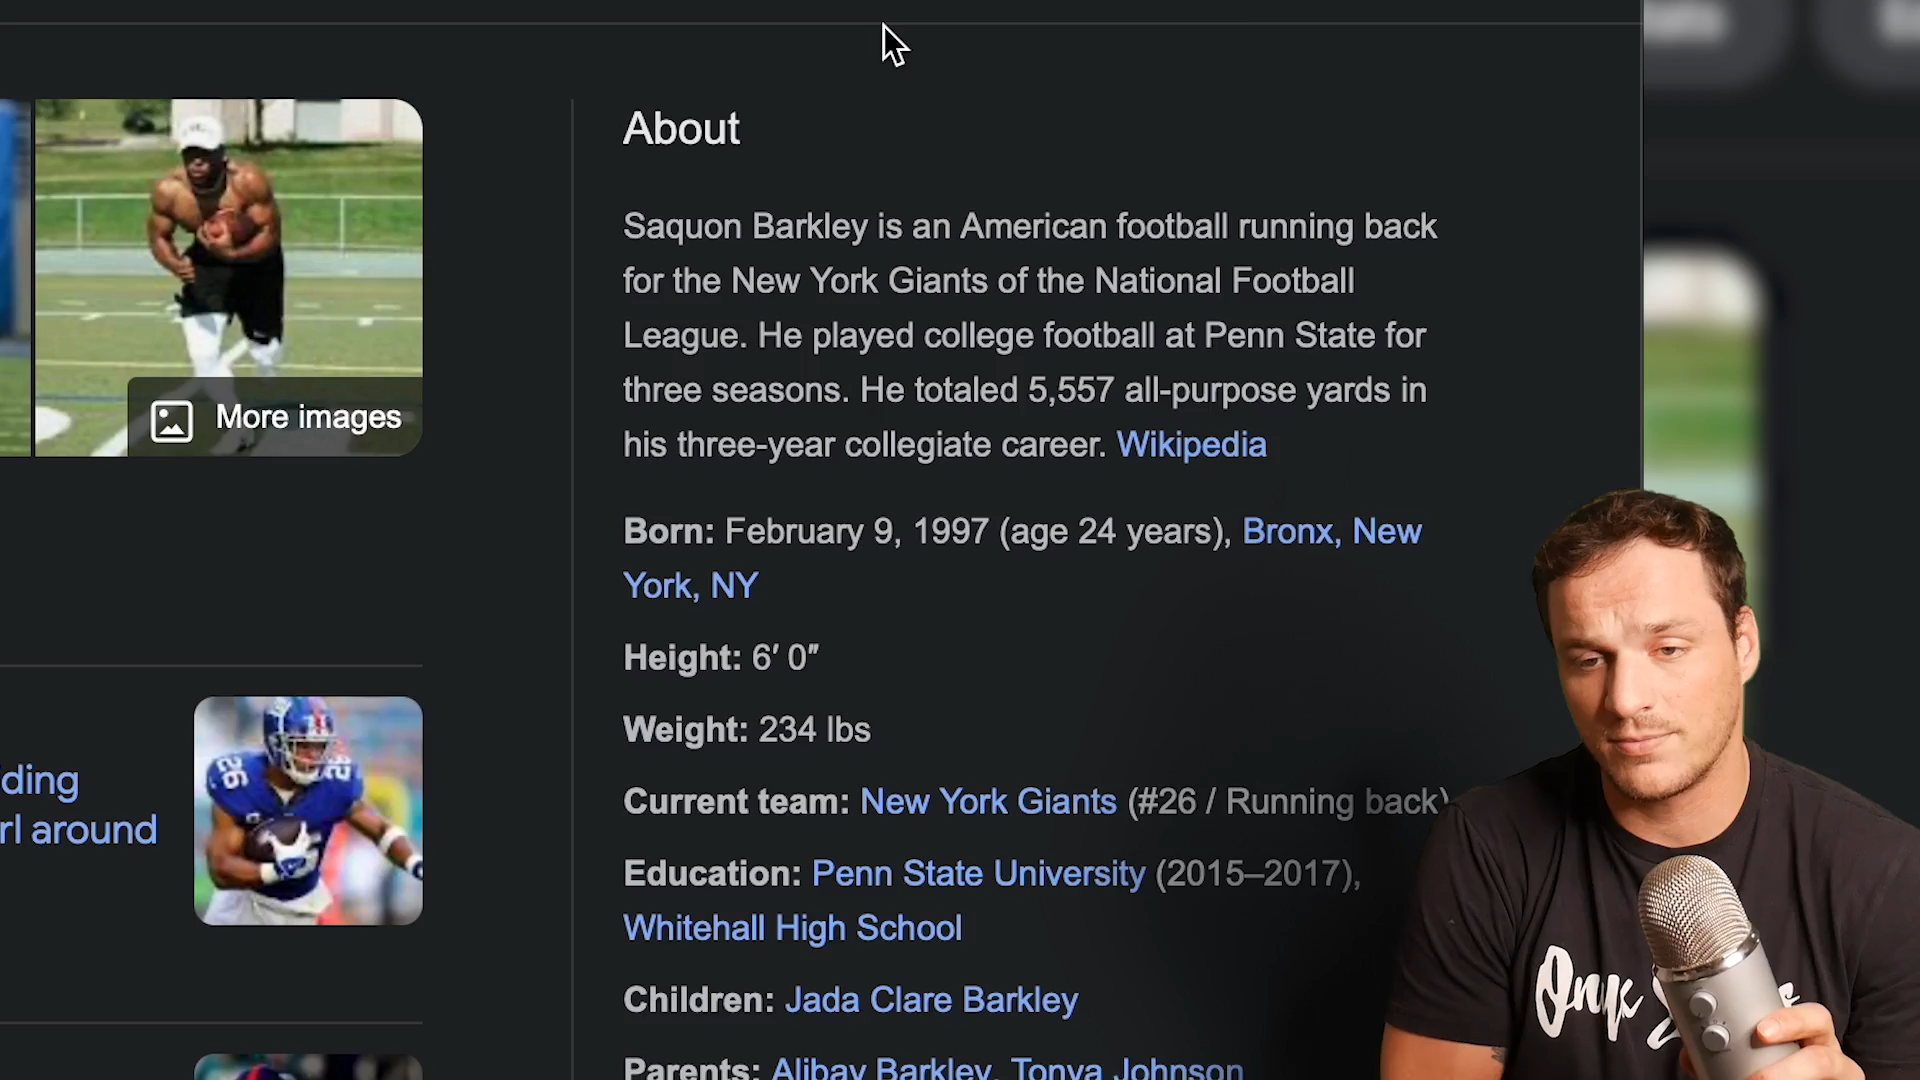 About
Saquon Barkley is an American football running back
for the New York Giants of the National Football
League. He played college football at Penn State for
three seasons. He totaled 5,557 all-purpose yards in
his three-year collegiate career. Wikipedia
Born: February 9, 1997 (age 24 years), Bronx, New
York, NY
Height: 6′ 0″
Weight: 234 lbs
Current team: New York Giants (#26 / Running back)
Education: Penn State University (2015–2017),
Whitehall High School
Children: Jada Clare Barkley
Parents: Alibay Barkley, Tonya Johnson
More images
26
around
Onyx